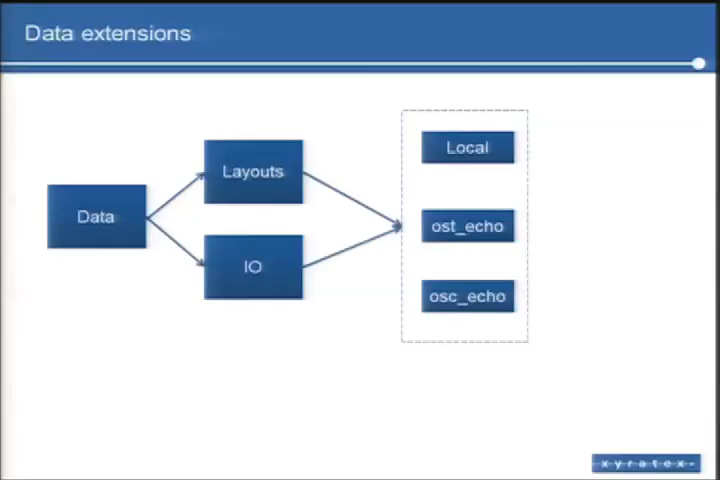 Data extensions
Data
Layouts
IO
Local
ost_echo
osc_echo
xyratex